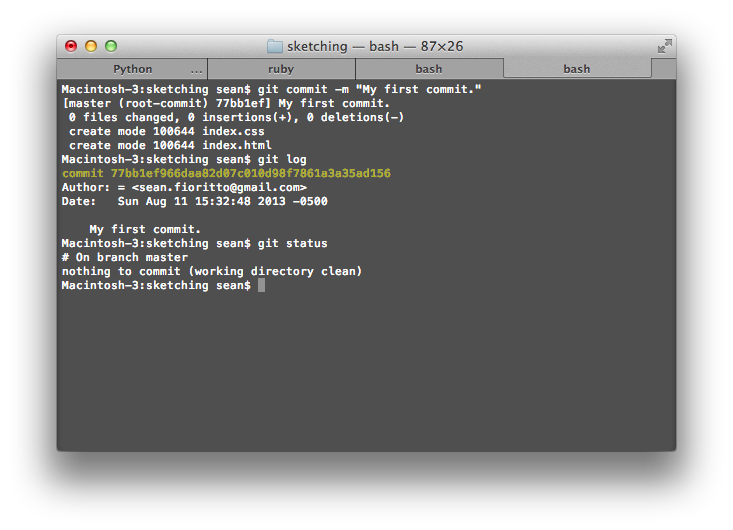 sketching — bash — 87×26
Python ... ruby bash bash
Macintosh-3:sketching sean$ git commit -m "My first commit."
[master (root-commit) 77bb1ef] My first commit.
 0 files changed, 0 insertions(+), 0 deletions(-)
 create mode 100644 index.css
 create mode 100644 index.html
Macintosh-3:sketching sean$ git log
commit 77bb1ef966daa82d07c010d98f7861a3a35ad156
Author: = <sean.fioritto@gmail.com>
Date:   Sun Aug 11 15:32:48 2013 -0500

    My first commit.
Macintosh-3:sketching sean$ git status
# On branch master
nothing to commit (working directory clean)
Macintosh-3:sketching sean$